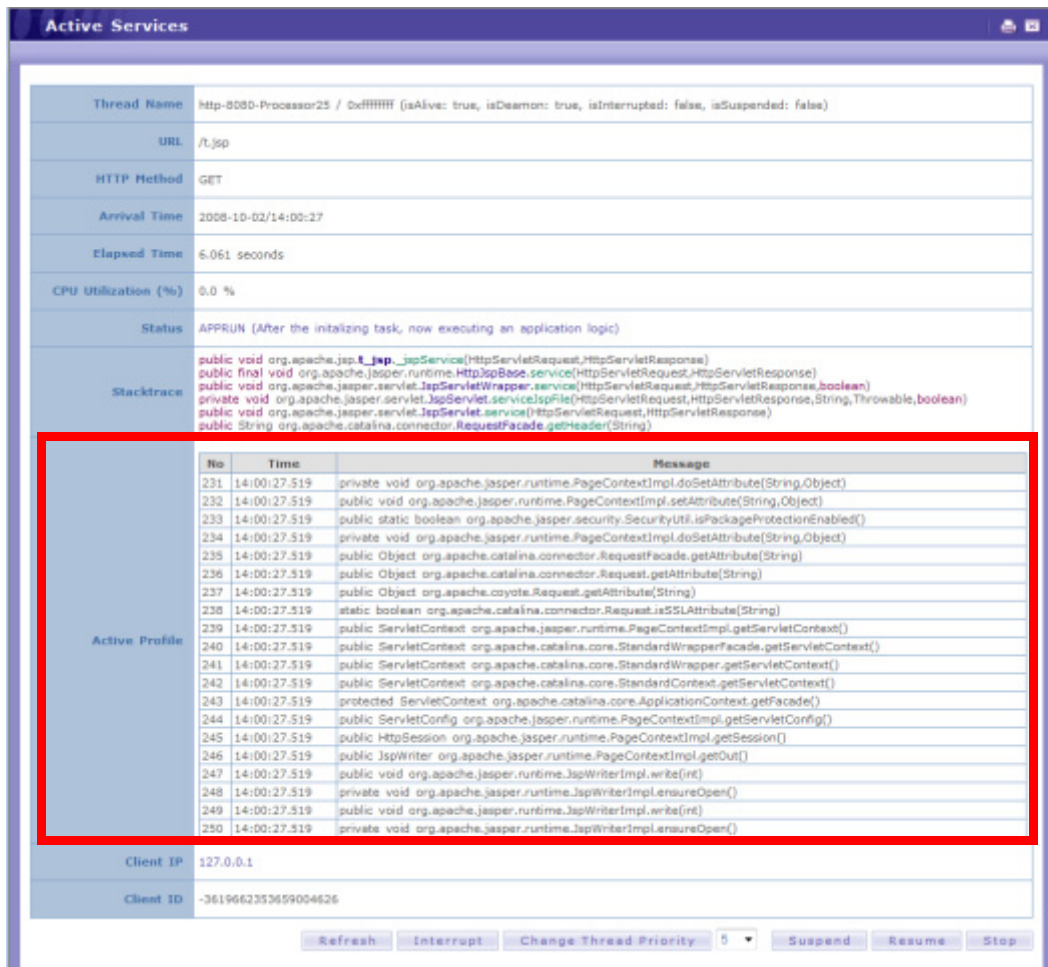 Active Services
Thread Name http-8080-Processor25 / 0xffffffff (isAlive: true, isDeamon: true, isInterrupted: false, isSuspended: false)
URL /t.jsp
HTTP Method GET
Arrival Time 2008-10-02/14:00:27
Elapsed Time 6.061 seconds
CPU Utilization (%) 0.0 %
Status APPRUN (After the initalizing task, now executing an application logic)
Stacktrace
public void org.apache.jsp.t_jsp._jspService(HttpServletRequest,HttpServletResponse)
public final void org.apache.jasper.runtime.HttpJspBase.service(HttpServletRequest,HttpServletResponse)
public void org.apache.jasper.servlet.JspServletWrapper.service(HttpServletRequest,HttpServletResponse,boolean)
private void org.apache.jasper.servlet.JspServlet.serviceJspFile(HttpServletRequest,HttpServletResponse,String,Throwable,boolean)
public void org.apache.jasper.servlet.JspServlet.service(HttpServletRequest,HttpServletResponse)
public String org.apache.catalina.connector.RequestFacade.getHeader(String)
Active Profile
No Time Message
231 14:00:27.519 private void org.apache.jasper.runtime.PageContextImpl.doSetAttribute(String,Object)
232 14:00:27.519 public void org.apache.jasper.runtime.PageContextImpl.setAttribute(String,Object)
233 14:00:27.519 public static boolean org.apache.jasper.security.SecurityUtil.isPackageProtectionEnabled()
234 14:00:27.519 private void org.apache.jasper.runtime.PageContextImpl.doSetAttribute(String,Object)
235 14:00:27.519 public Object org.apache.catalina.connector.RequestFacade.getAttribute(String)
236 14:00:27.519 public Object org.apache.catalina.connector.Request.getAttribute(String)
237 14:00:27.519 public Object org.apache.coyote.Request.getAttribute(String)
238 14:00:27.519 static boolean org.apache.catalina.connector.Request.isSSLAttribute(String)
239 14:00:27.519 public ServletContext org.apache.jasper.runtime.PageContextImpl.getServletContext()
240 14:00:27.519 public ServletContext org.apache.catalina.core.StandardWrapperFacade.getServletContext()
241 14:00:27.519 public ServletContext org.apache.catalina.core.StandardWrapper.getServletContext()
242 14:00:27.519 public ServletContext org.apache.catalina.core.StandardContext.getServletContext()
243 14:00:27.519 protected ServletContext org.apache.catalina.core.ApplicationContext.getFacade()
244 14:00:27.519 public ServletConfig org.apache.jasper.runtime.PageContextImpl.getServletConfig()
245 14:00:27.519 public HttpSession org.apache.jasper.runtime.PageContextImpl.getSession()
246 14:00:27.519 public JspWriter org.apache.jasper.runtime.PageContextImpl.getOut()
247 14:00:27.519 public void org.apache.jasper.runtime.JspWriterImpl.write(int)
248 14:00:27.519 private void org.apache.jasper.runtime.JspWriterImpl.ensureOpen()
249 14:00:27.519 public void org.apache.jasper.runtime.JspWriterImpl.write(int)
250 14:00:27.519 private void org.apache.jasper.runtime.JspWriterImpl.ensureOpen()
Client IP 127.0.0.1
Client ID -3619662353659004626
Refresh Interrupt Change Thread Priority 5 Suspend Resume Stop